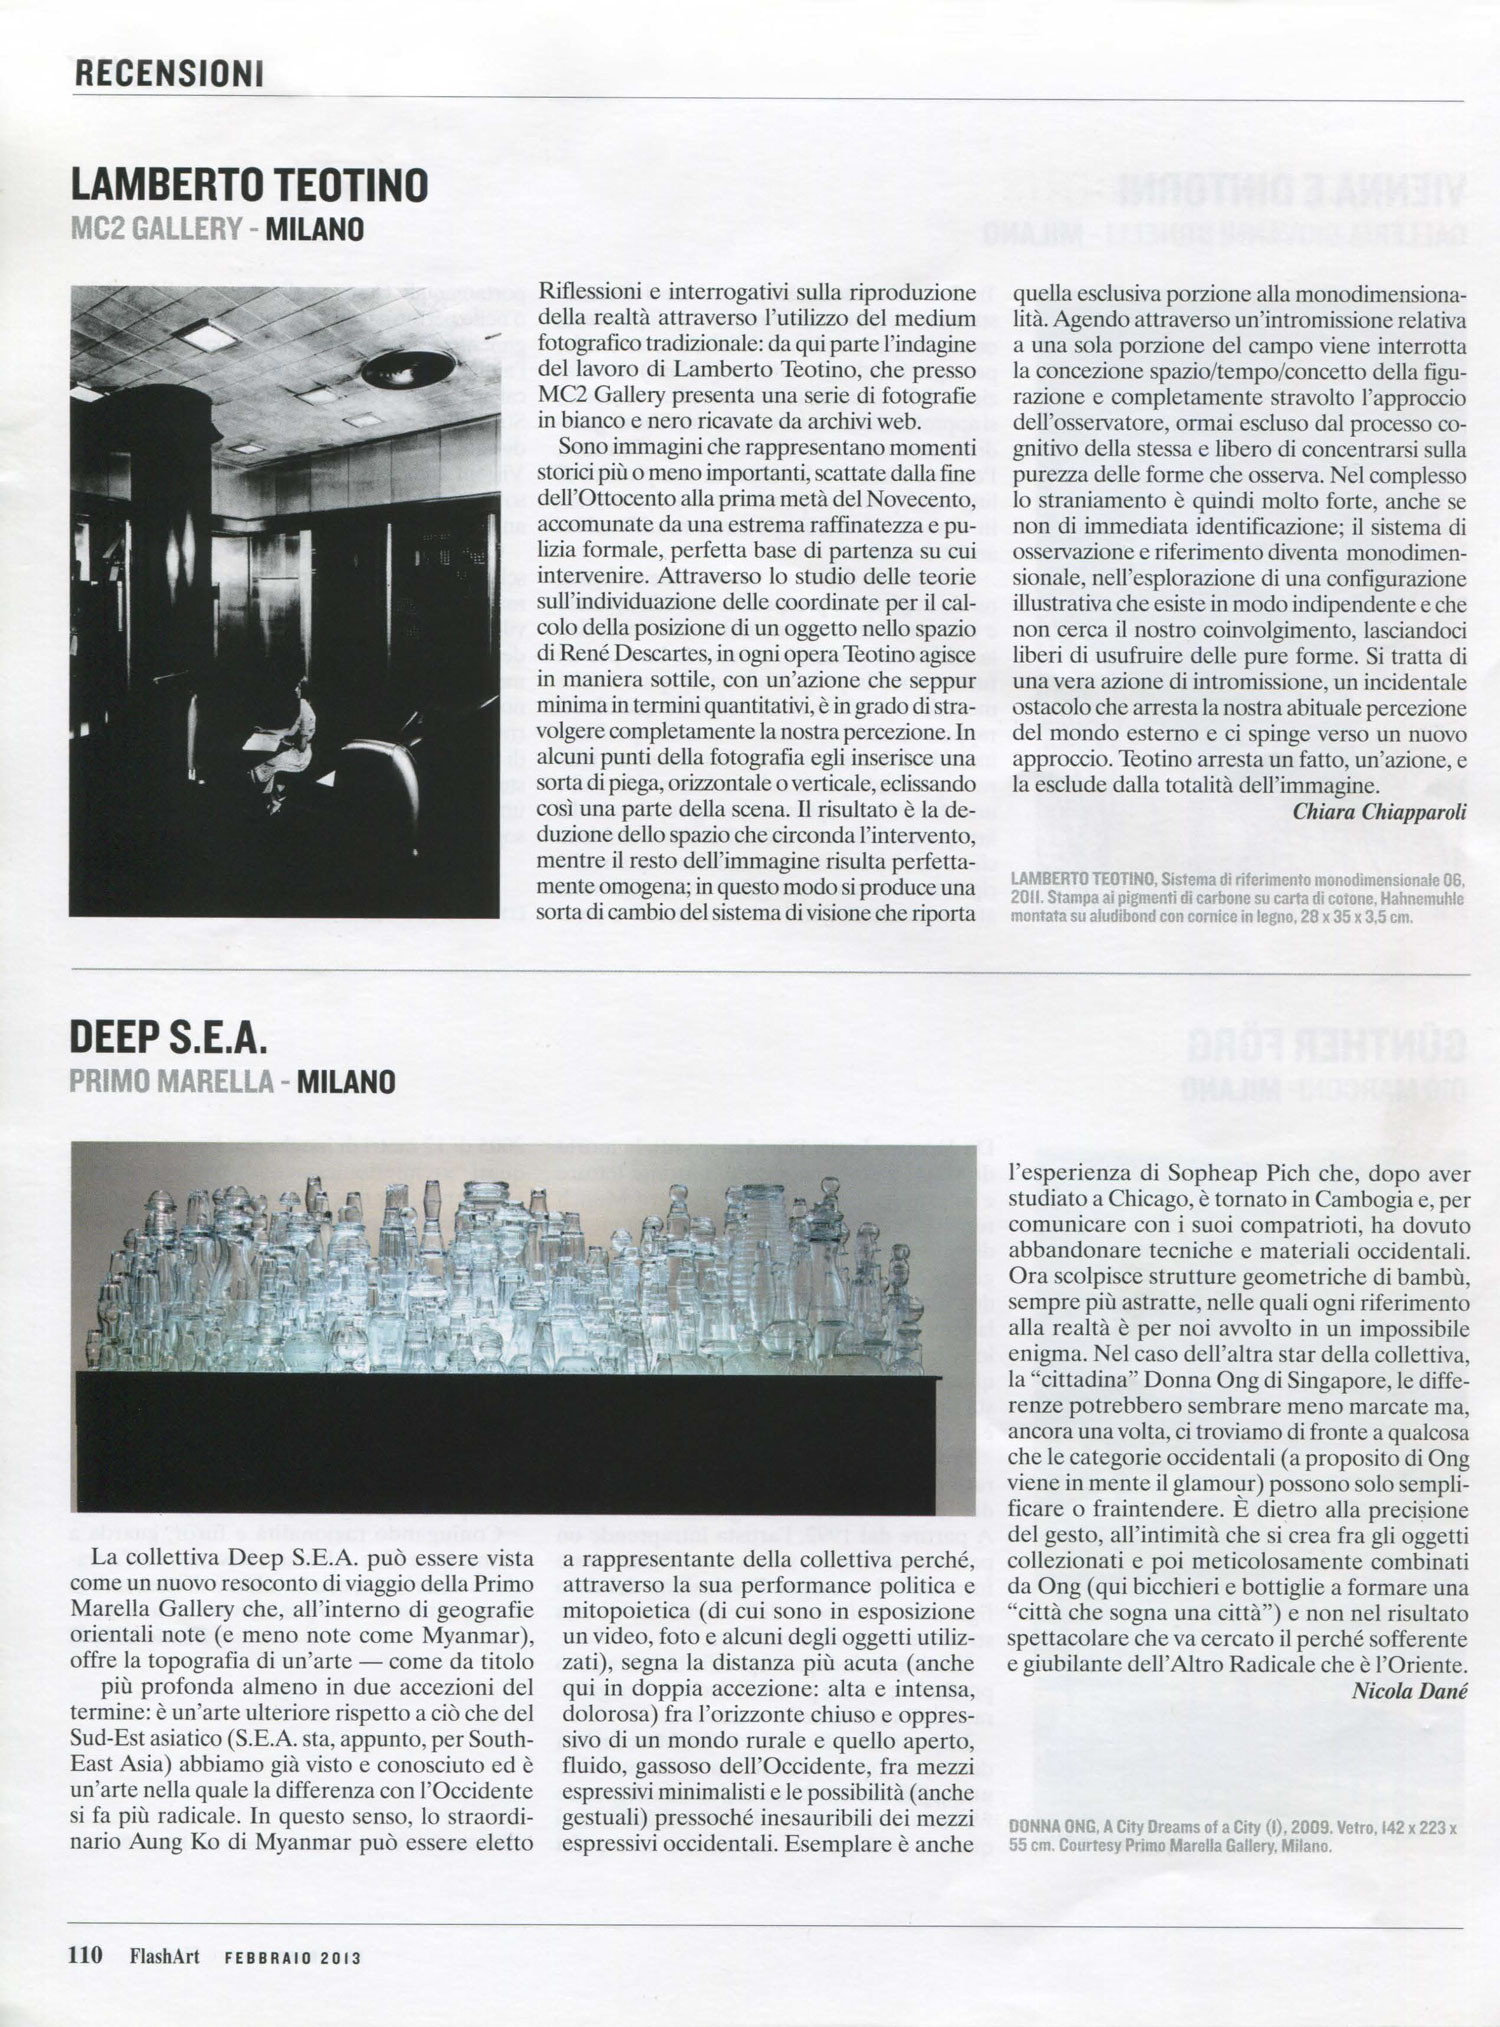 RECENSIONI
LAMBERTO TEOTINO
MC2 GALLERY - MILANO
Riflessioni e interrogativi sulla riproduzione
della realtà attraverso l'utilizzo del medium
fotografico tradizionale: da qui parte l'indagine
del lavoro di Lamberto Teotino, che presso
MC2 Gallery presenta una serie di fotografie
in bianco e nero ricavate da archivi web.
Sono immagini che rappresentano momenti
storici più o meno importanti, scattate dalla fine
dell'Ottocento alla prima metà del Novecento,
accomunate da una estrema raffinatezza e pu-
lizia formale, perfetta base di partenza su cui
intervenire. Attraverso lo studio delle teorie
sull'individuazione delle coordinate per il cal-
colo della posizione di un oggetto nello spazio
di René Descartes, in ogni opera Teotino agisce
in maniera sottile, con un'azione che seppur
minima in termini quantitativi, è in grado di stra-
volgere completamente la nostra percezione. In
alcuni punti della fotografia egli inserisce una
sorta di piega, orizzontale o verticale, eclissando
così una parte della scena. Il risultato è la de-
duzione dello spazio che circonda l'intervento,
mentre il resto dell'immagine risulta perfetta-
mente omogena; in questo modo si produce una
sorta di cambio del sistema di visione che riporta
quella esclusiva porzione alla monodimensiona-
lità. Agendo attraverso un'intromissione relativa
a una sola porzione del campo viene interrotta
la concezione spazio/tempo/concetto della figu-
razione e completamente stravolto l'approccio
dell'osservatore, ormai escluso dal processo co-
gnitivo della stessa e libero di concentrarsi sulla
purezza delle forme che osserva. Nel complesso
lo straniamento è quindi molto forte, anche se
non di immediata identificazione; il sistema di
osservazione e riferimento diventa monodimen-
sionale, nell'esplorazione di una configurazione
illustrativa che esiste in modo indipendente e che
non cerca il nostro coinvolgimento, lasciandoci
liberi di usufruire delle pure forme. Si tratta di
una vera azione di intromissione, un incidentale
ostacolo che arresta la nostra abituale percezione
del mondo esterno e ci spinge verso un nuovo
approccio. Teotino arresta un fatto, un'azione, e
la esclude dalla totalità dell'immagine.
Chiara Chiapparoli
LAMBERTO TEOTINO, Sistema di riferimento monodimensionale 06,
2011. Stampa ai pigmenti di carbone su carta di cotone, Hahnemuhle
montata su aludibond con cornice in legno, 28 x 35 x 3,5 cm.
DEEP S.E.A.
PRIMO MARELLA - MILANO
La collettiva Deep S.E.A. può essere vista
come un nuovo resoconto di viaggio della Primo
Marella Gallery che, all'interno di geografie
orientali note (e meno note come Myanmar),
offre la topografia di un'arte — come da titolo
più profonda almeno in due accezioni del
termine: è un'arte ulteriore rispetto a ciò che del
Sud-Est asiatico (S.E.A. sta, appunto, per South-
East Asia) abbiamo già visto e conosciuto ed è
un'arte nella quale la differenza con l'Occidente
si fa più radicale. In questo senso, lo straordi-
nario Aung Ko di Myanmar può essere eletto
a rappresentante della collettiva perché,
attraverso la sua performance politica e
mitopoietica (di cui sono in esposizione
un video, foto e alcuni degli oggetti utiliz-
zati), segna la distanza più acuta (anche
qui in doppia accezione: alta e intensa,
dolorosa) fra l'orizzonte chiuso e oppres-
sivo di un mondo rurale e quello aperto,
fluido, gassoso dell'Occidente, fra mezzi
espressivi minimalisti e le possibilità (anche
gestuali) pressoché inesauribili dei mezzi
espressivi occidentali. Esemplare è anche
l'esperienza di Sopheap Pich che, dopo aver
studiato a Chicago, è tornato in Cambogia e, per
comunicare con i suoi compatrioti, ha dovuto
abbandonare tecniche e materiali occidentali.
Ora scolpisce strutture geometriche di bambù,
sempre più astratte, nelle quali ogni riferimento
alla realtà è per noi avvolto in un impossibile
enigma. Nel caso dell'altra star della collettiva,
la “cittadina” Donna Ong di Singapore, le diffe-
renze potrebbero sembrare meno marcate ma,
ancora una volta, ci troviamo di fronte a qualcosa
che le categorie occidentali (a proposito di Ong
viene in mente il glamour) possono solo sempli-
ficare o fraintendere. È dietro alla precisione
del gesto, all'intimità che si crea fra gli oggetti
collezionati e poi meticolosamente combinati
da Ong (qui bicchieri e bottiglie a formare una
“città che sogna una città”) e non nel risultato
spettacolare che va cercato il perché sofferente
e giubilante dell'Altro Radicale che è l'Oriente.
Nicola Dané
DONNA ONG, A City Dreams of a City (I), 2009. Vetro, 142 x 223 x
55 cm. Courtesy Primo Marella Gallery, Milano.
110 FlashArt FEBBRAIO 2013